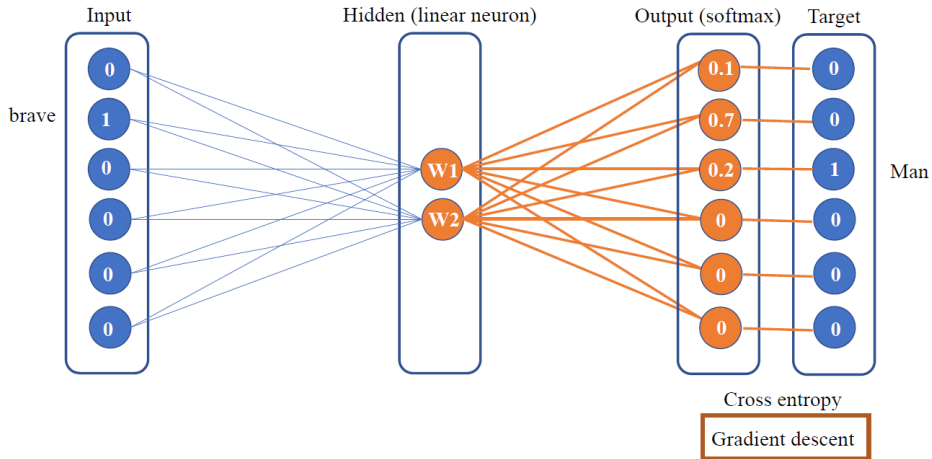 Input
Hidden (linear neuron)
Output (softmax)
Target
0
0.1
0
brave
1
0.7
0
0
W1
0.2
1
Man
0
W2
0
0
0
0
0
0
0
0
Cross entropy
Gradient descent